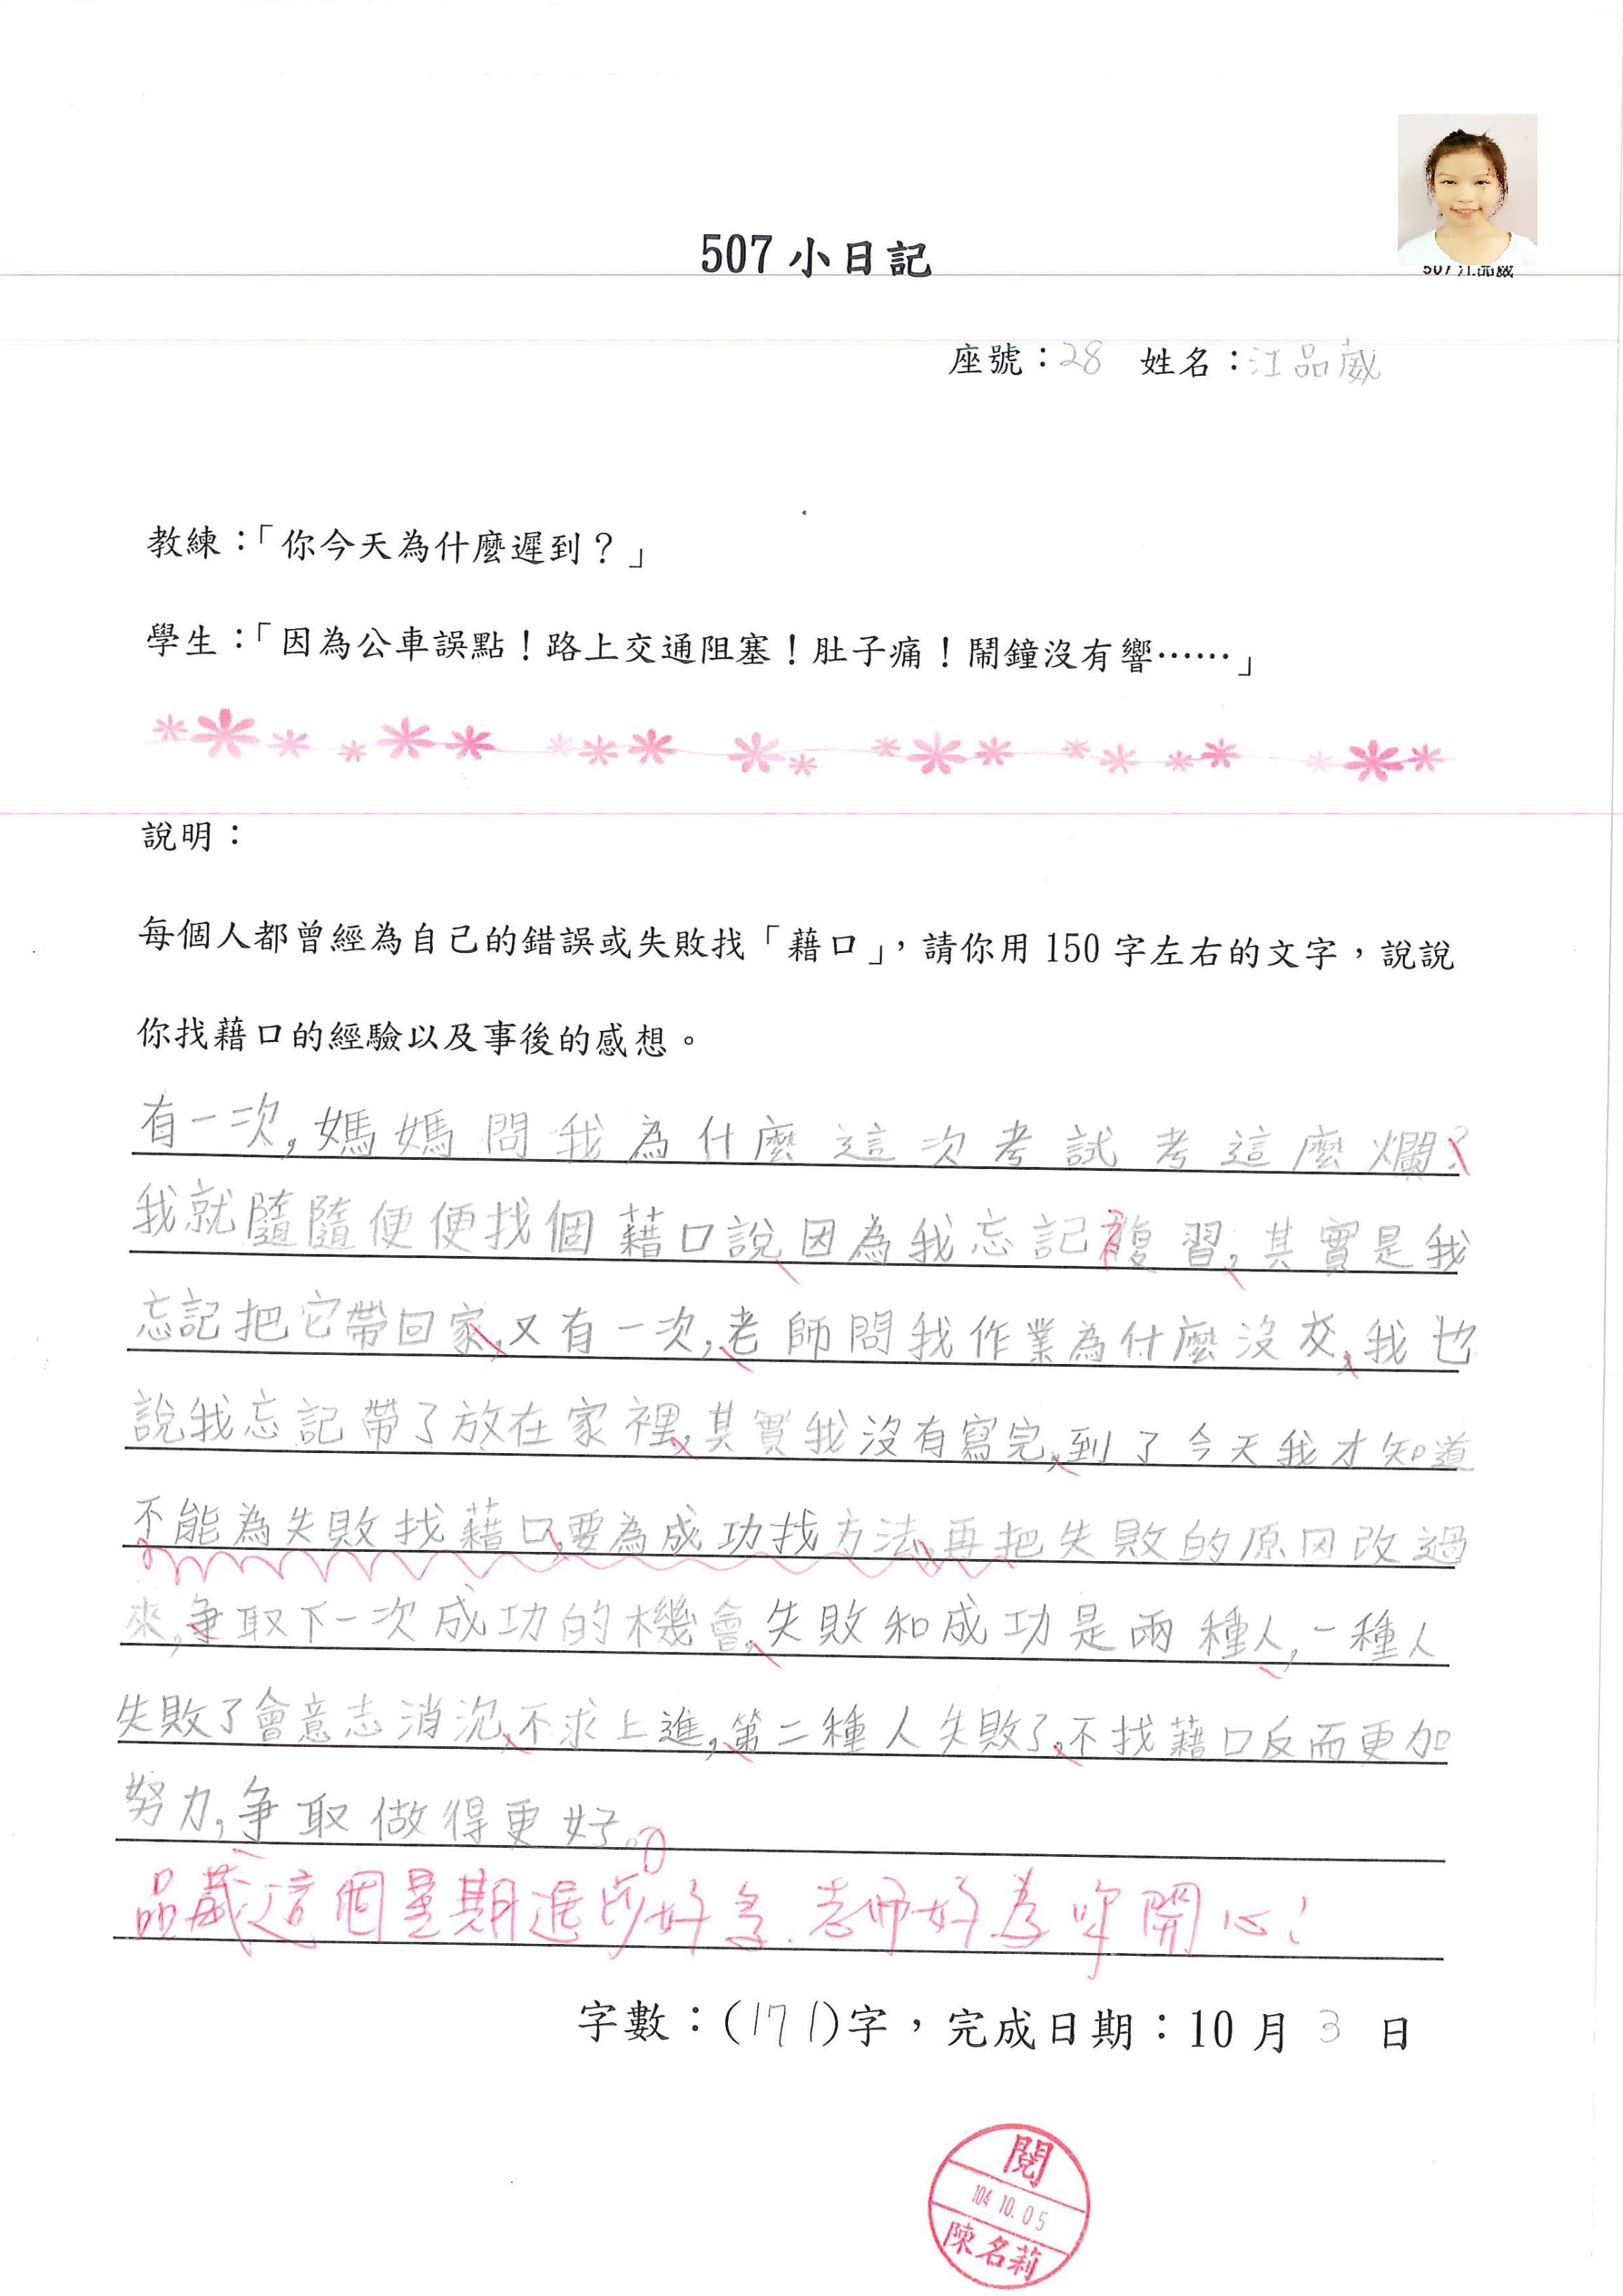 507 小日記
507 江品葳
座號：28 姓名：江品葳
教練：「你今天為什麼遲到？」
學生：「因為公車誤點！路上交通阻塞！肚子痛！鬧鐘沒有響……」
說明：
每個人都曾經為自己的錯誤或失敗找「藉口」，請你用 150 字左右的文字，說說
你找藉口的經驗以及事後的感想。
有一次,媽媽問我為什麼這次考試考這麼爛?
我就隨隨便便找個藉口說因為我忘記複習,其實是我
忘記把它帶回家,又有一次,老師問我作業為什麼沒交,我也
說我忘記帶了放在家裡,其實我沒有寫完,到了今天我才知道
不能為失敗找藉口,要為成功找方法,再把失敗的原因改過
來,爭取下一次成功的機會,失敗和成功是兩種人,一種人
失敗了會意志消沉,不求上進,第二種人失敗了,不找藉口反而更加
努力,爭取做得更好。
品葳這個星期進步好多.老師好為妳開心!
字數：(171)字，完成日期：10 月 3 日
閱
104.10.05
陳名莉